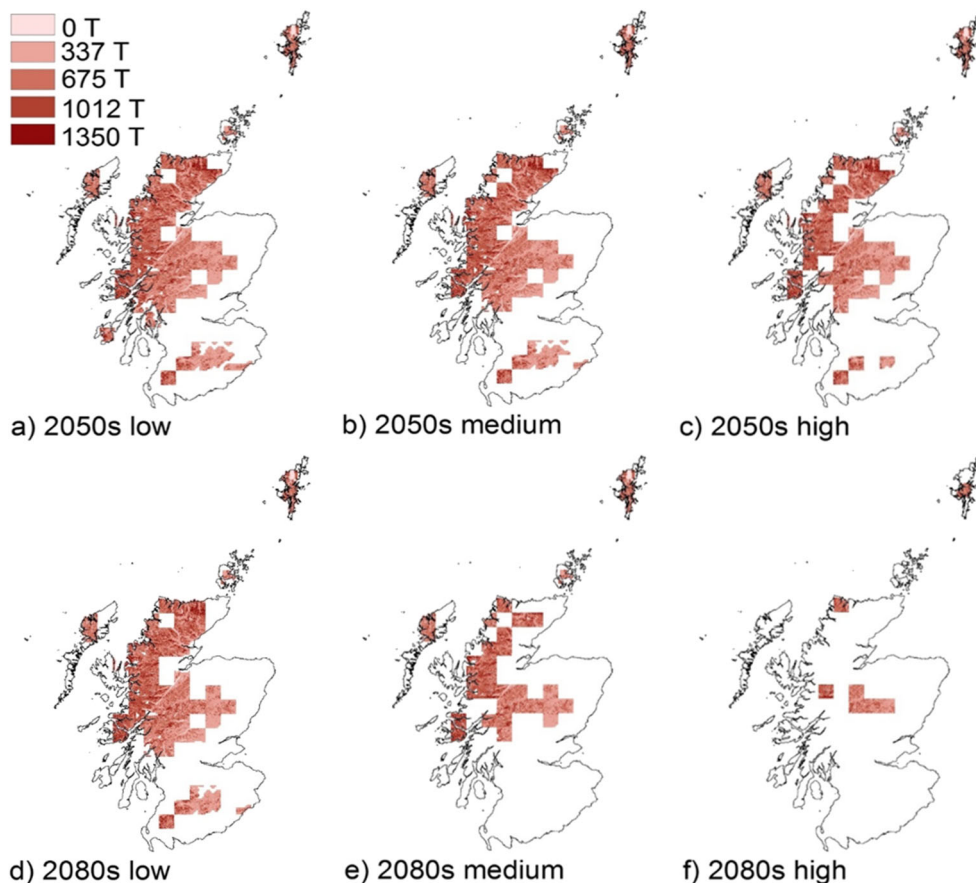 0 T
337 T
675 T
1012 T
1350 T
a) 2050s low
b) 2050s medium
c) 2050s high
d) 2080s low
e) 2080s medium
f) 2080s high